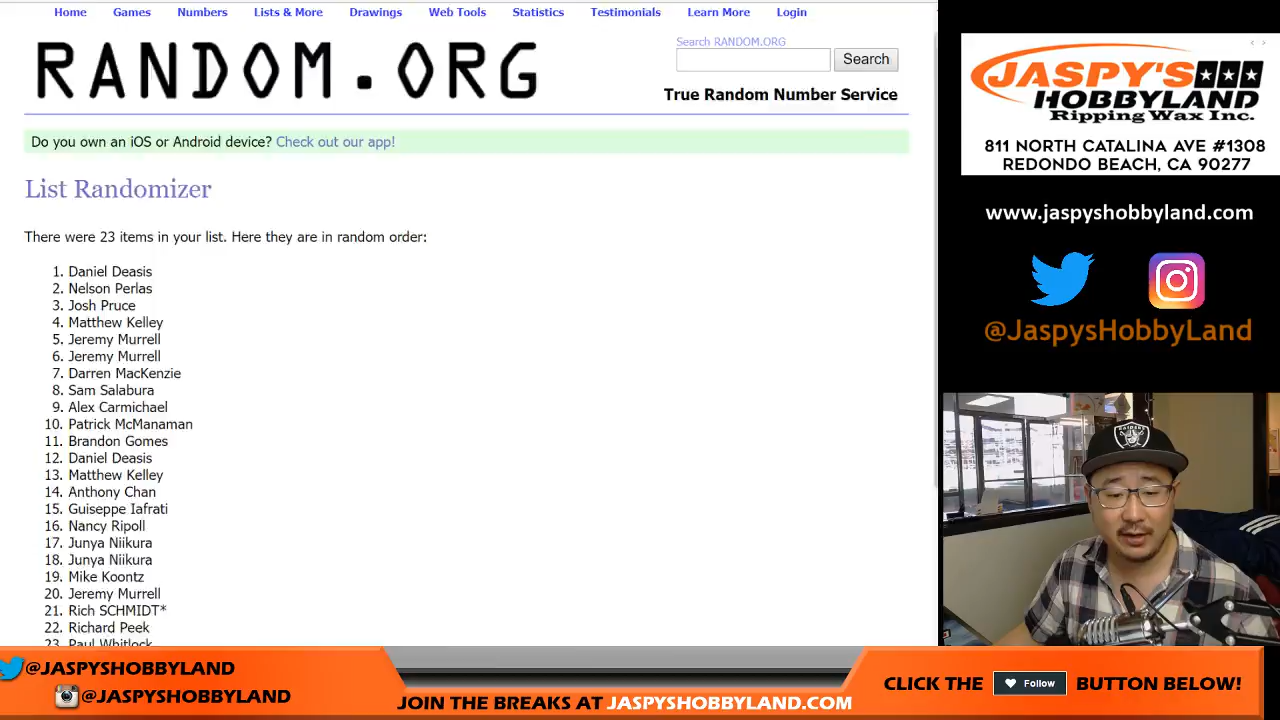 Home Games Numbers Lists & More Drawings Web Tools Statistics Testimonials Learn More Login
RANDOM.ORG
Search RANDOM.ORG
Search
True Random Number Service
Do you own an iOS or Android device? Check out our app!
List Randomizer
There were 23 items in your list. Here they are in random order:
1. Daniel Deasis
2. Nelson Perlas
3. Josh Pruce
4. Matthew Kelley
5. Jeremy Murrell
6. Jeremy Murrell
7. Darren MacKenzie
8. Sam Salabura
9. Alex Carmichael
10. Patrick McManaman
11. Brandon Gomes
12. Daniel Deasis
13. Matthew Kelley
14. Anthony Chan
15. Guiseppe Iafrati
16. Nancy Ripoll
17. Junya Niikura
18. Junya Niikura
19. Mike Koontz
20. Jeremy Murrell
21. Rich SCHMIDT*
22. Richard Peek
23. Paul Whitlock
JASPY'S
HOBBYLAND
Ripping Wax Inc.
811 NORTH CATALINA AVE #1308
REDONDO BEACH, CA 90277
www.jaspyshobbyland.com
@JaspysHobbyLand
RAIDERS
@JASPYSHOBBYLAND
@JASPYSHOBBYLAND
JOIN THE BREAKS AT JASPYSHOBBYLAND.COM
CLICK THE Follow BUTTON BELOW!